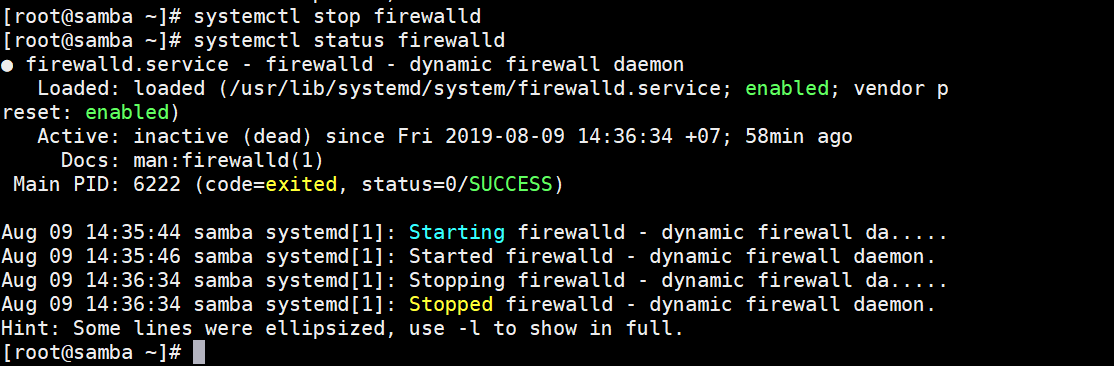 [root@samba ~]# systemctl stop firewalld
[root@samba ~]# systemctl status firewalld
● firewalld.service - firewalld - dynamic firewall daemon
   Loaded: loaded (/usr/lib/systemd/system/firewalld.service; enabled; vendor p
reset: enabled)
   Active: inactive (dead) since Fri 2019-08-09 14:36:34 +07; 58min ago
     Docs: man:firewalld(1)
 Main PID: 6222 (code=exited, status=0/SUCCESS)

Aug 09 14:35:44 samba systemd[1]: Starting firewalld - dynamic firewall da.....
Aug 09 14:35:46 samba systemd[1]: Started firewalld - dynamic firewall daemon.
Aug 09 14:36:34 samba systemd[1]: Stopping firewalld - dynamic firewall da.....
Aug 09 14:36:34 samba systemd[1]: Stopped firewalld - dynamic firewall daemon.
Hint: Some lines were ellipsized, use -l to show in full.
[root@samba ~]#